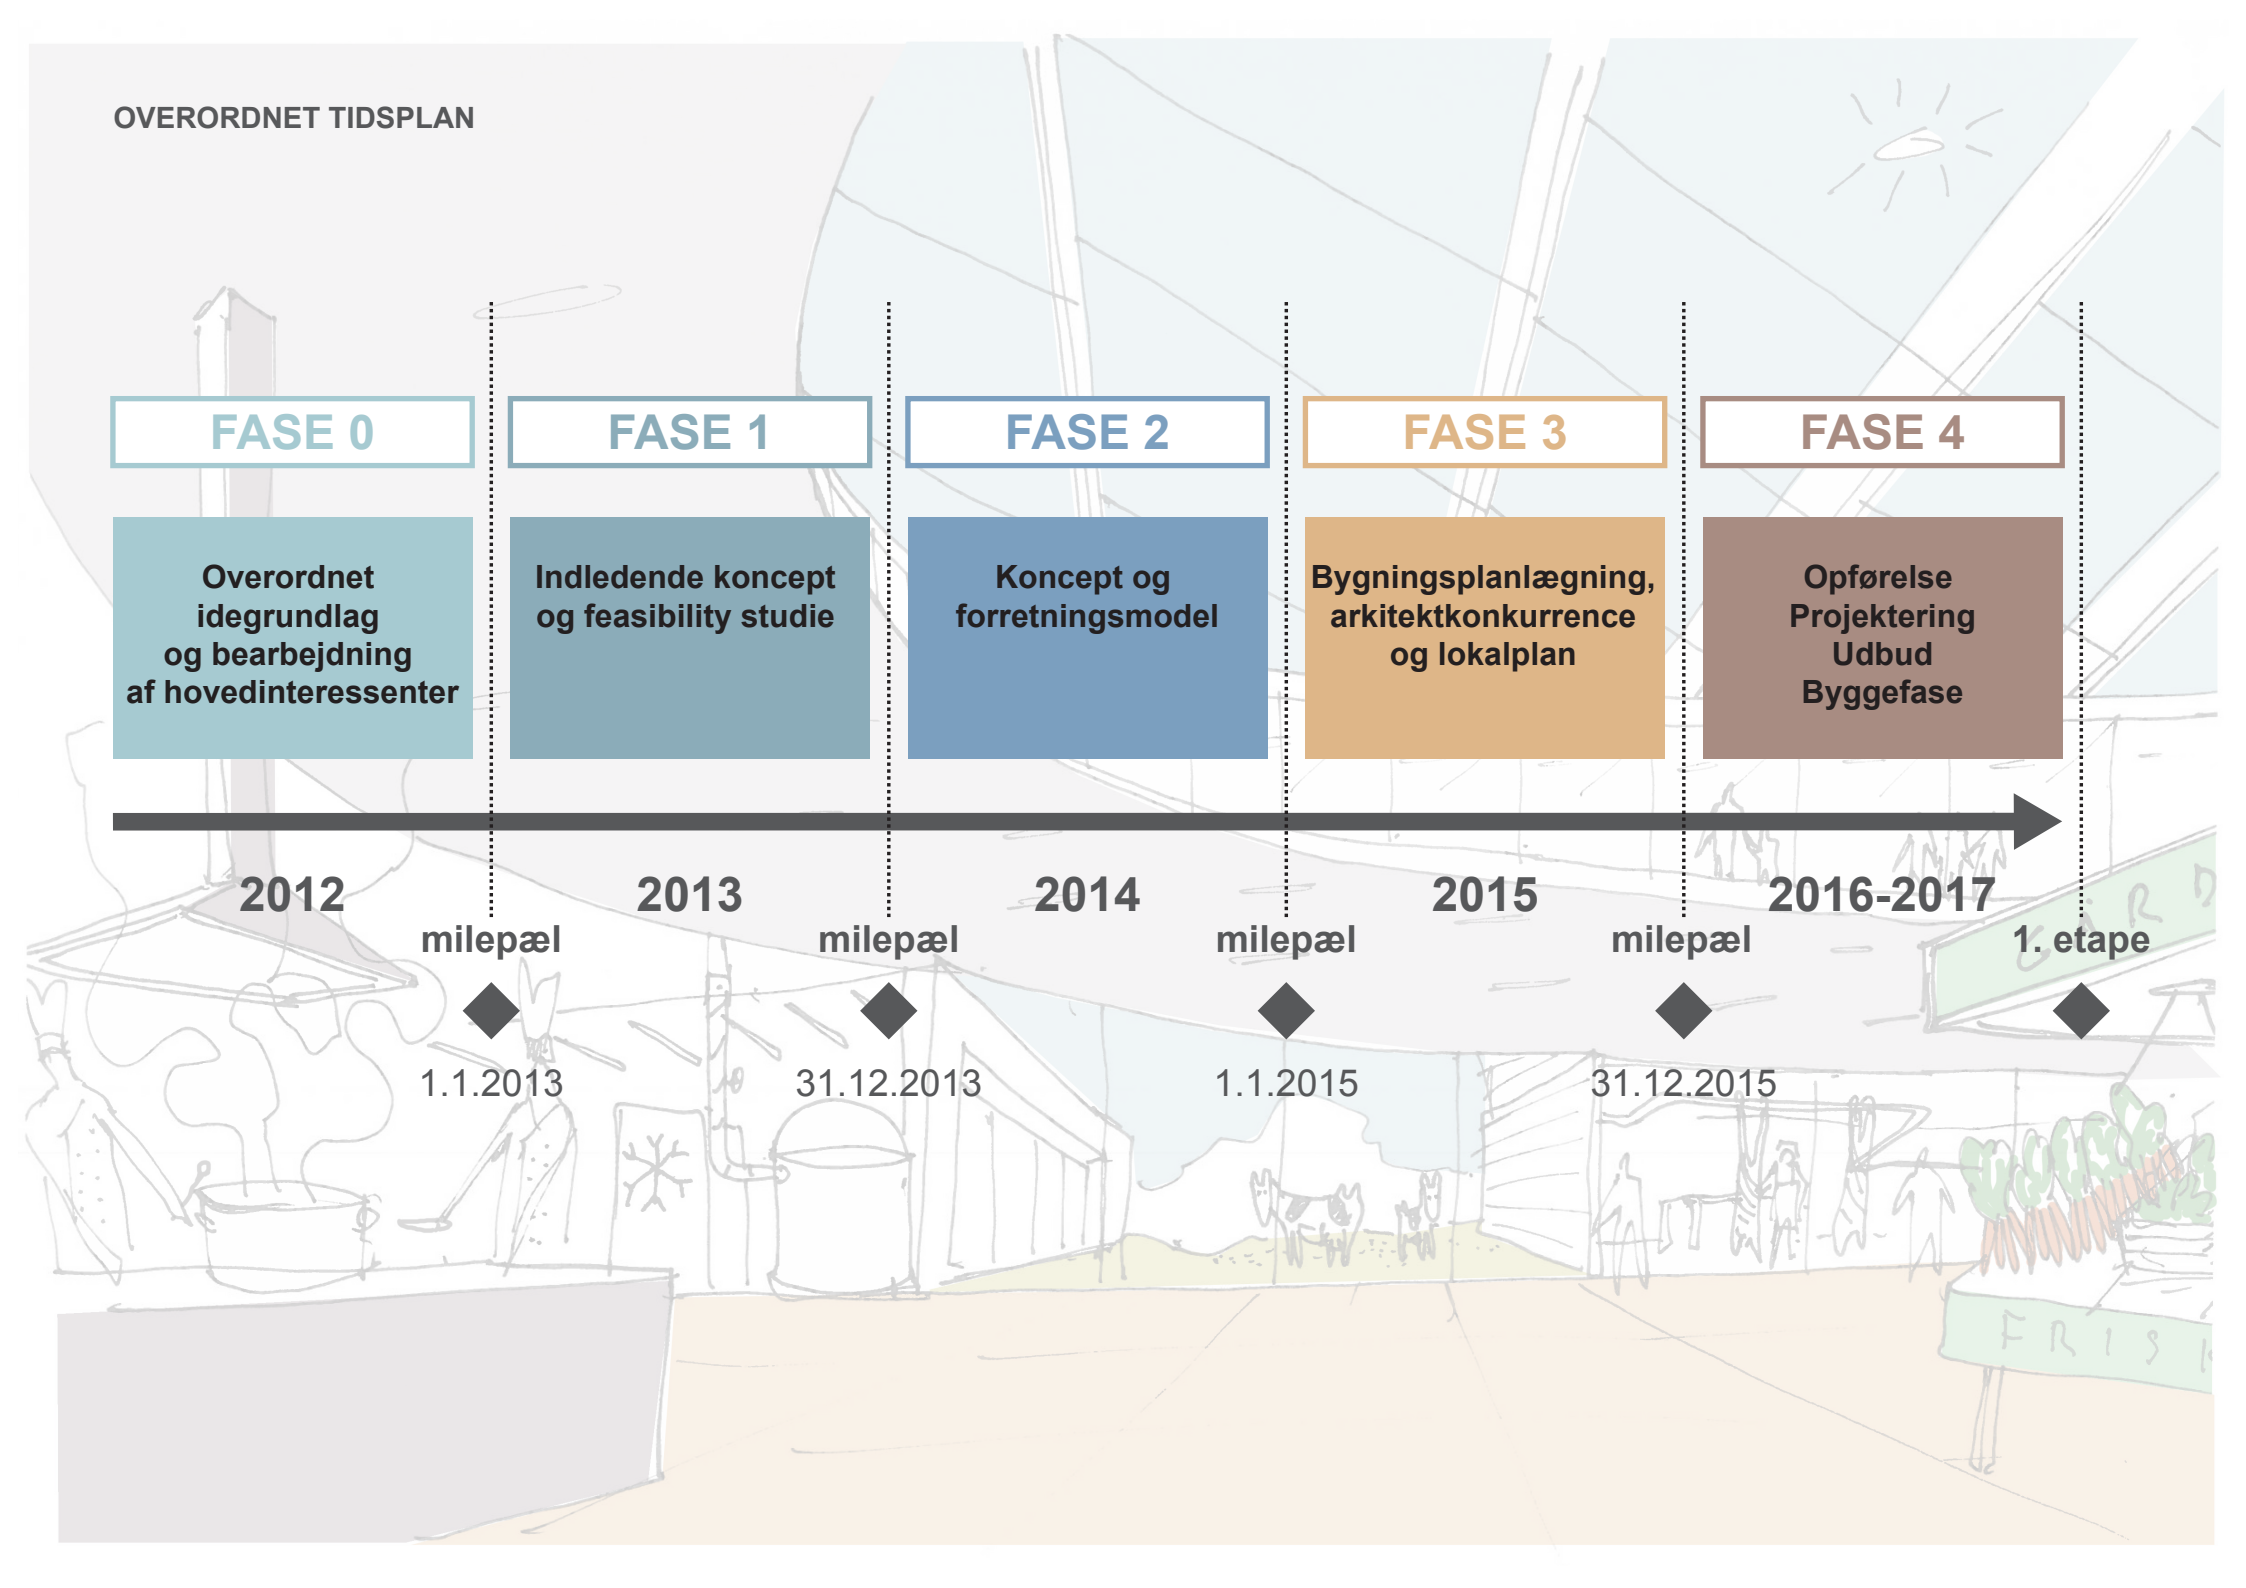 OVERORDNET TIDSPLAN
FASE 0
Overordnet
idegrundlag
og bearbejdning
af hovedinteressenter
FASE 1
Indledende koncept
og feasibility studie
FASE 2
Koncept og
forretningsmodel
FASE 3
Bygningsplanlægning,
arkitektkonkurrence
og lokalplan
FASE 4
Opførelse
Projektering
Udbud
Byggefase
2012
2013
2014
2015
2016-2017
milepæl
milepæl
milepæl
milepæl
1. etape
1.1.2013
31.12.2013
1.1.2015
31.12.2015
GÅRD
FRISK